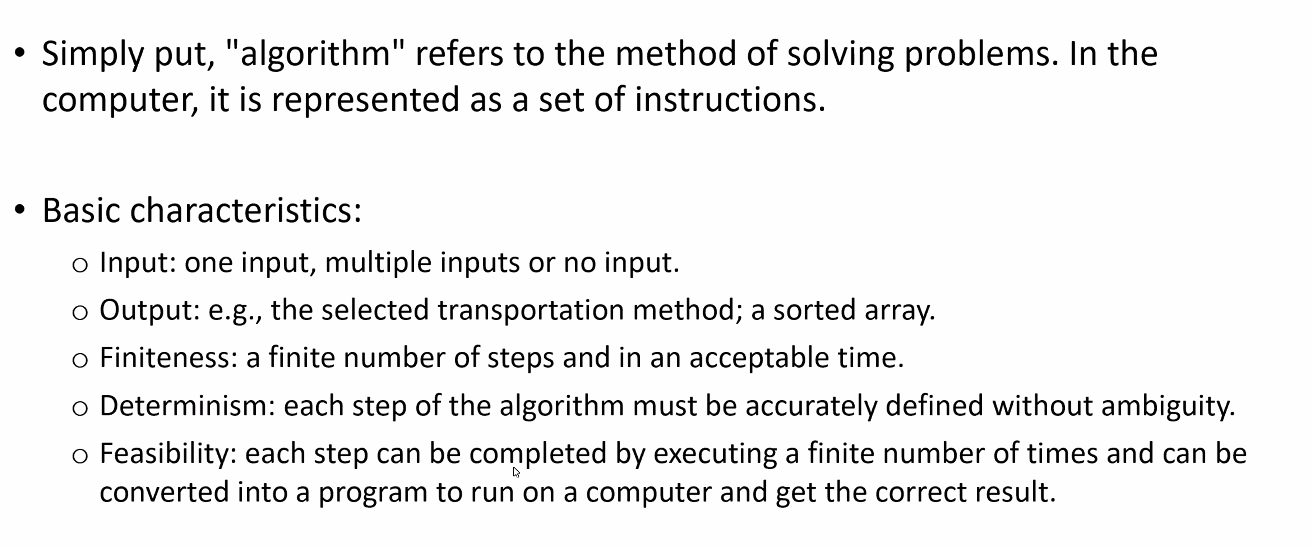 • Simply put, "algorithm" refers to the method of solving problems. In the
computer, it is represented as a set of instructions.
• Basic characteristics:
o Input: one input, multiple inputs or no input.
o Output: e.g., the selected transportation method; a sorted array.
o Finiteness: a finite number of steps and in an acceptable time.
o Determinism: each step of the algorithm must be accurately defined without ambiguity.
o Feasibility: each step can be completed by executing a finite number of times and can be
converted into a program to run on a computer and get the correct result.